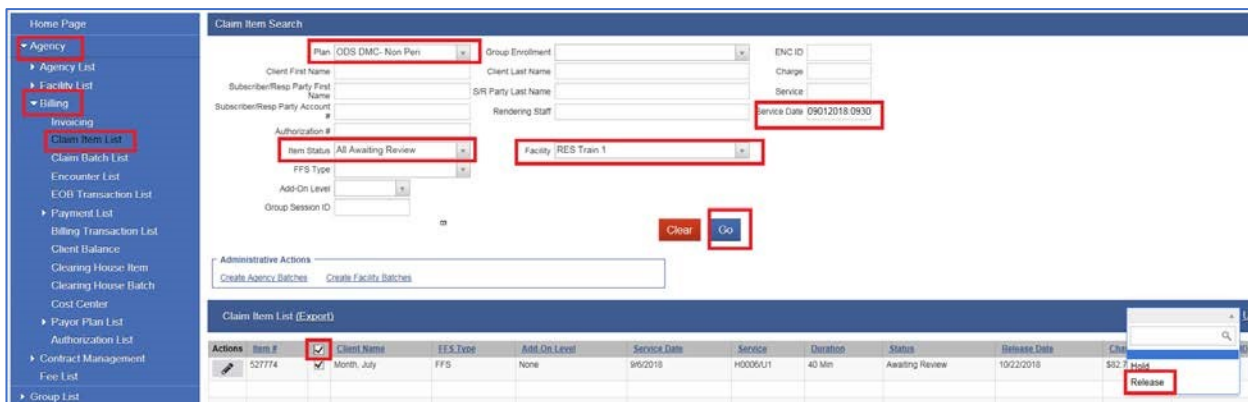 Home Page
Agency
Agency List
Facility List
Billing
Invoicing
Claim Item List
Claim Batch List
Encounter List
EOB Transaction List
Payment List
Billing Transaction List
Client Balance
Clearing House Item
Clearing House Batch
Cost Center
Payor Plan List
Authorization List
Contract Management
Fee List
Group List
Claim Item Search
Plan ODS DMC- Non Peri Group Enrollment ENC ID
Client First Name Client Last Name Charge
Subscriber/Resp Party First Name S/R Party Last Name Service
Subscriber/Resp Party Account # Rendering Staff Service Date 09012018:0930
Authorization #
Item Status All Awaiting Review Facility RES Train 1
FFS Type
Add-On Level
Group Session ID
Clear Go
Administrative Actions
Create Agency Batches Create Facility Batches
Claim Item List (Export)
Actions Item # Client Name FFS Type Add-On Level Service Date Service Duration Status Release Date
527774 Month, July FFS None 9/6/2018 H0006/U1 40 Min Awaiting Review 10/22/2018
Hold
Release